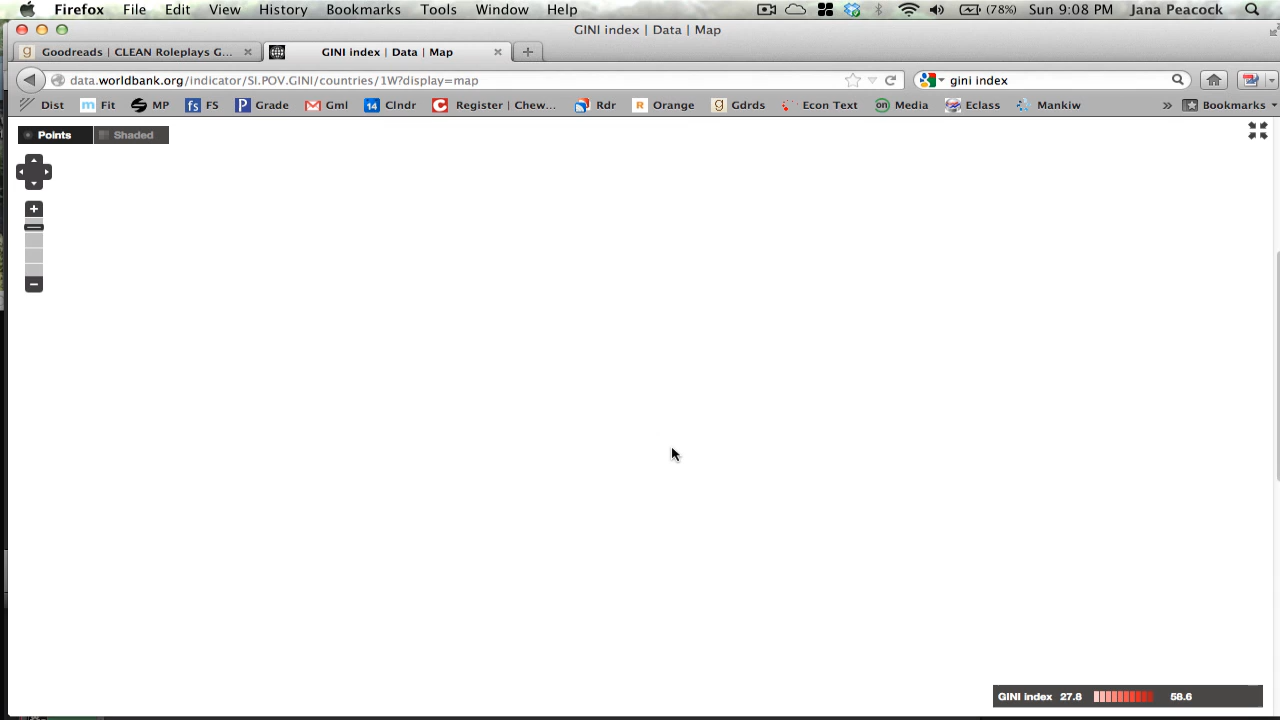 Firefox File Edit View History Bookmarks Tools Window Help (78%) Sun 9:08 PM Jana Peacock
GINI index | Data | Map
g Goodreads | CLEAN Roleplays G... GINI index | Data | Map
data.worldbank.org/indicator/SI.POV.GINI/countries/1W?display=map gini index
Dist m Fit MP fs FS P Grade Gml 14 Clndr C Register | Chew... Rdr R Orange g Gdrds Econ Text on Media Eclass Mankiw » Bookmarks
Points Shaded
+
−
GINI index 27.8 58.6